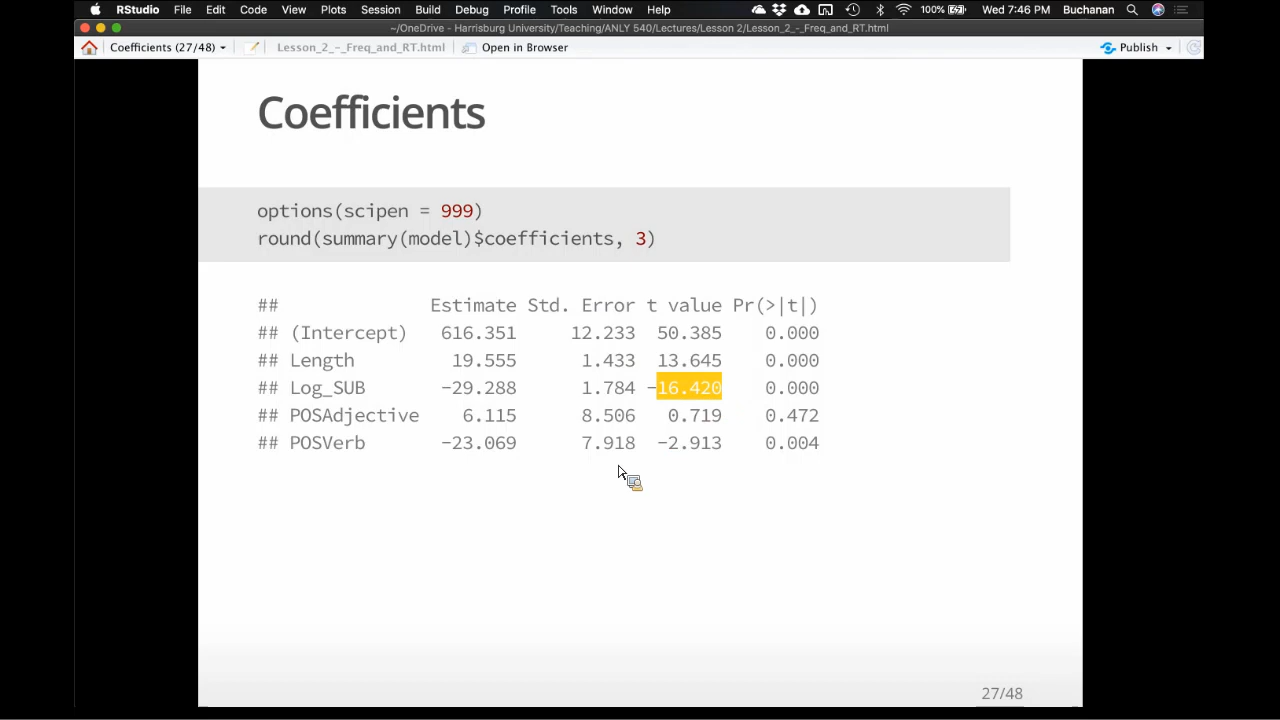 RStudio File Edit Code View Plots Session Build Debug Profile Tools Window Help 100% Wed 7:46 PM Buchanan
~/OneDrive - Harrisburg University/Teaching/ANLY 540/Lectures/Lesson 2/Lesson_2_-_Freq_and_RT.html
Coefficients (27/48) Lesson_2_-_Freq_and_RT.html Open in Browser Publish
Coefficients
options(scipen = 999)
round(summary(model)$coefficients, 3)
## Estimate Std. Error t value Pr(>|t|)
## (Intercept) 616.351 12.233 50.385 0.000
## Length 19.555 1.433 13.645 0.000
## Log_SUB -29.288 1.784 -16.420 0.000
## POSAdjective 6.115 8.506 0.719 0.472
## POSVerb -23.069 7.918 -2.913 0.004
27/48